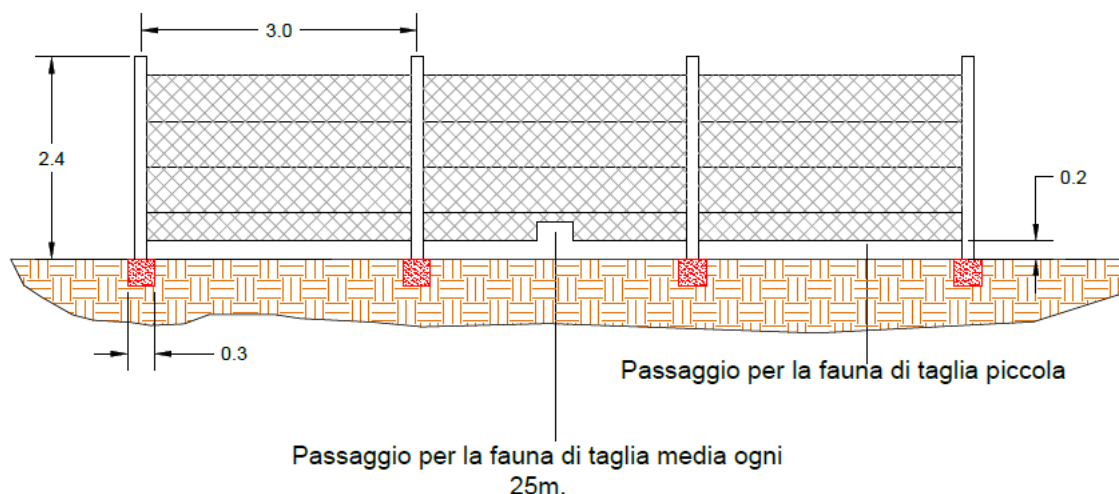 3.0
2.4
0.2
0.3
Passaggio per la fauna di taglia piccola
Passaggio per la fauna di taglia media ogni
25m.